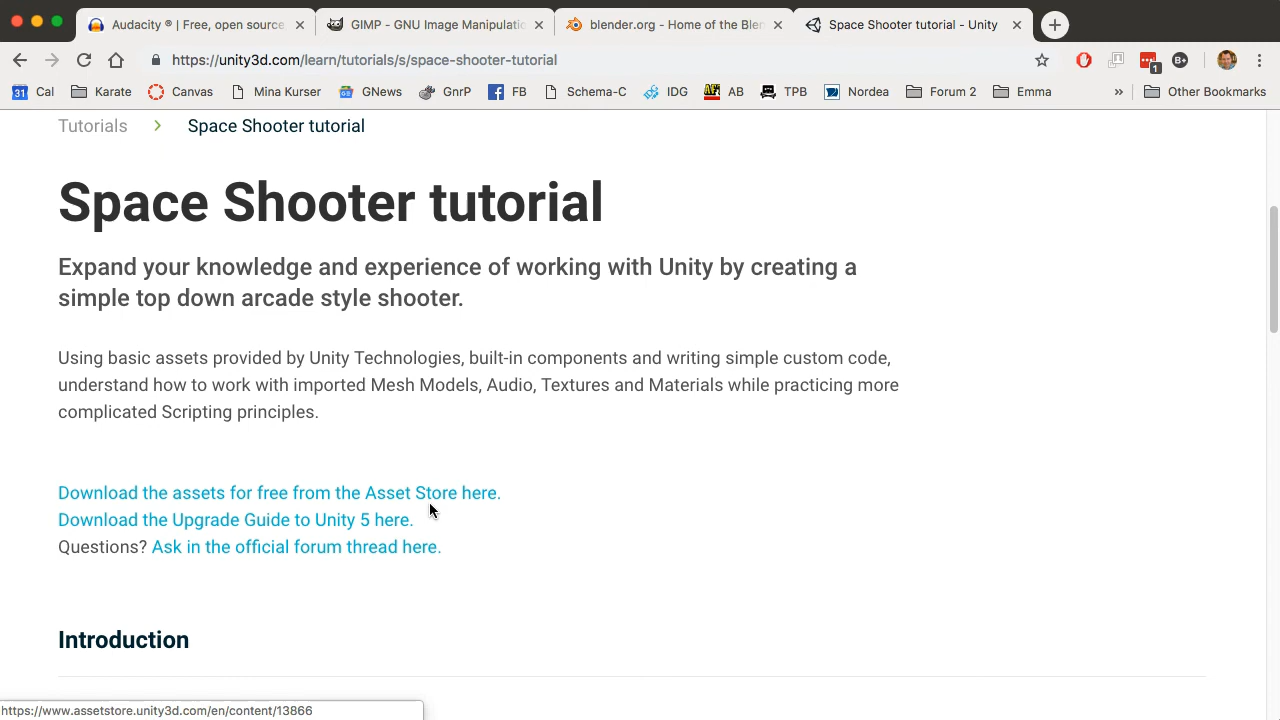 Audacity ® | Free, open source
GIMP - GNU Image Manipulatio
blender.org - Home of the Blen
Space Shooter tutorial - Unity
https://unity3d.com/learn/tutorials/s/space-shooter-tutorial
1
B+
31 Cal
Karate
Canvas
Mina Kurser
GNews
GnrP
FB
Schema-C
IDG
AB
TPB
Nordea
Forum 2
Emma
»
Other Bookmarks
Tutorials > Space Shooter tutorial
Space Shooter tutorial
Expand your knowledge and experience of working with Unity by creating a
simple top down arcade style shooter.
Using basic assets provided by Unity Technologies, built-in components and writing simple custom code,
understand how to work with imported Mesh Models, Audio, Textures and Materials while practicing more
complicated Scripting principles.
Download the assets for free from the Asset Store here.
Download the Upgrade Guide to Unity 5 here.
Questions? Ask in the official forum thread here.
Introduction
https://www.assetstore.unity3d.com/en/content/13866